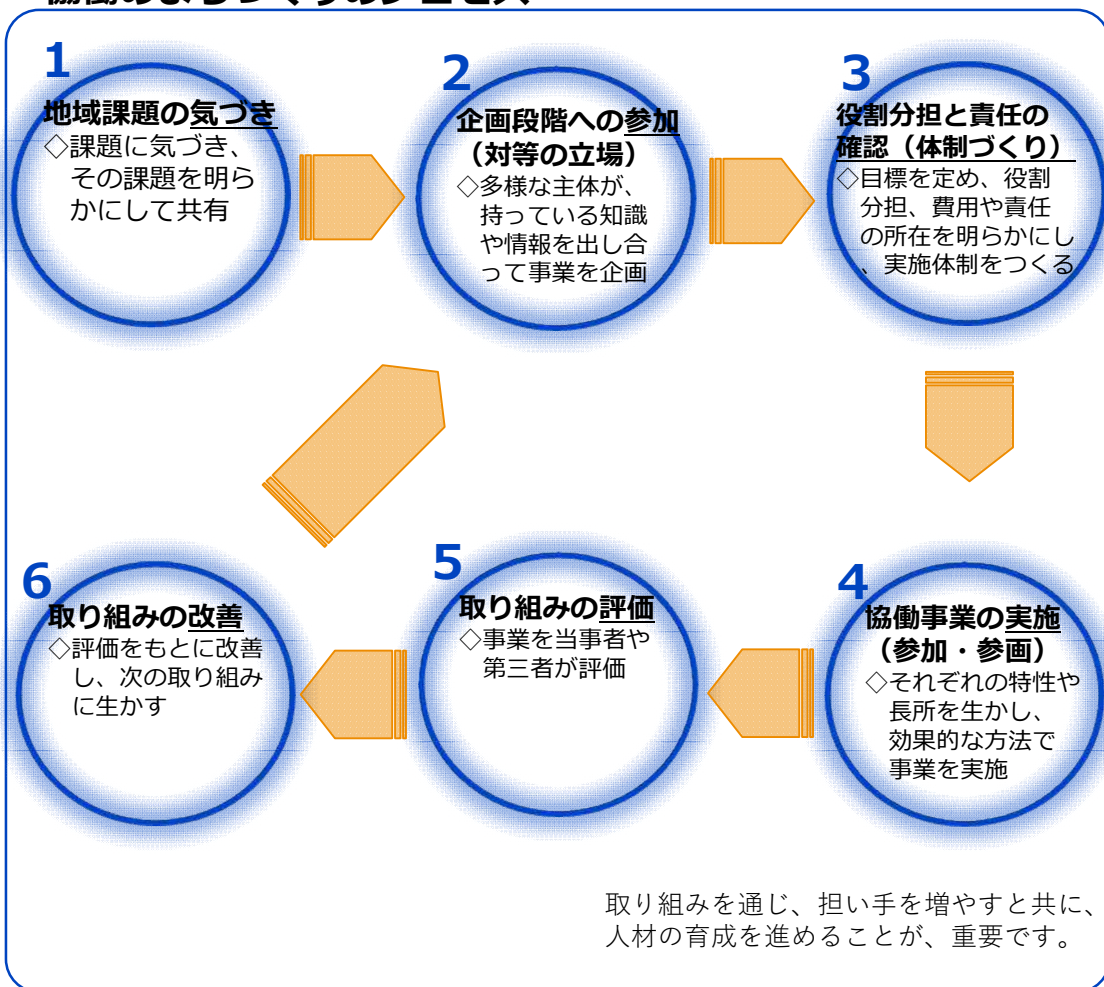 1
地域課題の気づき
◇課題に気づき、
その課題を明ら
かにして共有
2
企画段階への参加
（対等の立場）
◇多様な主体が、
持っている知識
や情報を出し合
って事業を企画
3
役割分担と責任の
確認（体制づくり）
◇目標を定め、役割
分担、費用や責任
の所在を明らかにし
、実施体制をつくる
4
協働事業の実施
（参加・参画）
◇それぞれの特性や
長所を生かし、
効果的な方法で
事業を実施
5
取り組みの評価
◇事業を当事者や
第三者が評価
6
取り組みの改善
◇評価をもとに改善
し、次の取り組み
に生かす
取り組みを通じ、担い手を増やすと共に、
人材の育成を進めることが、重要です。